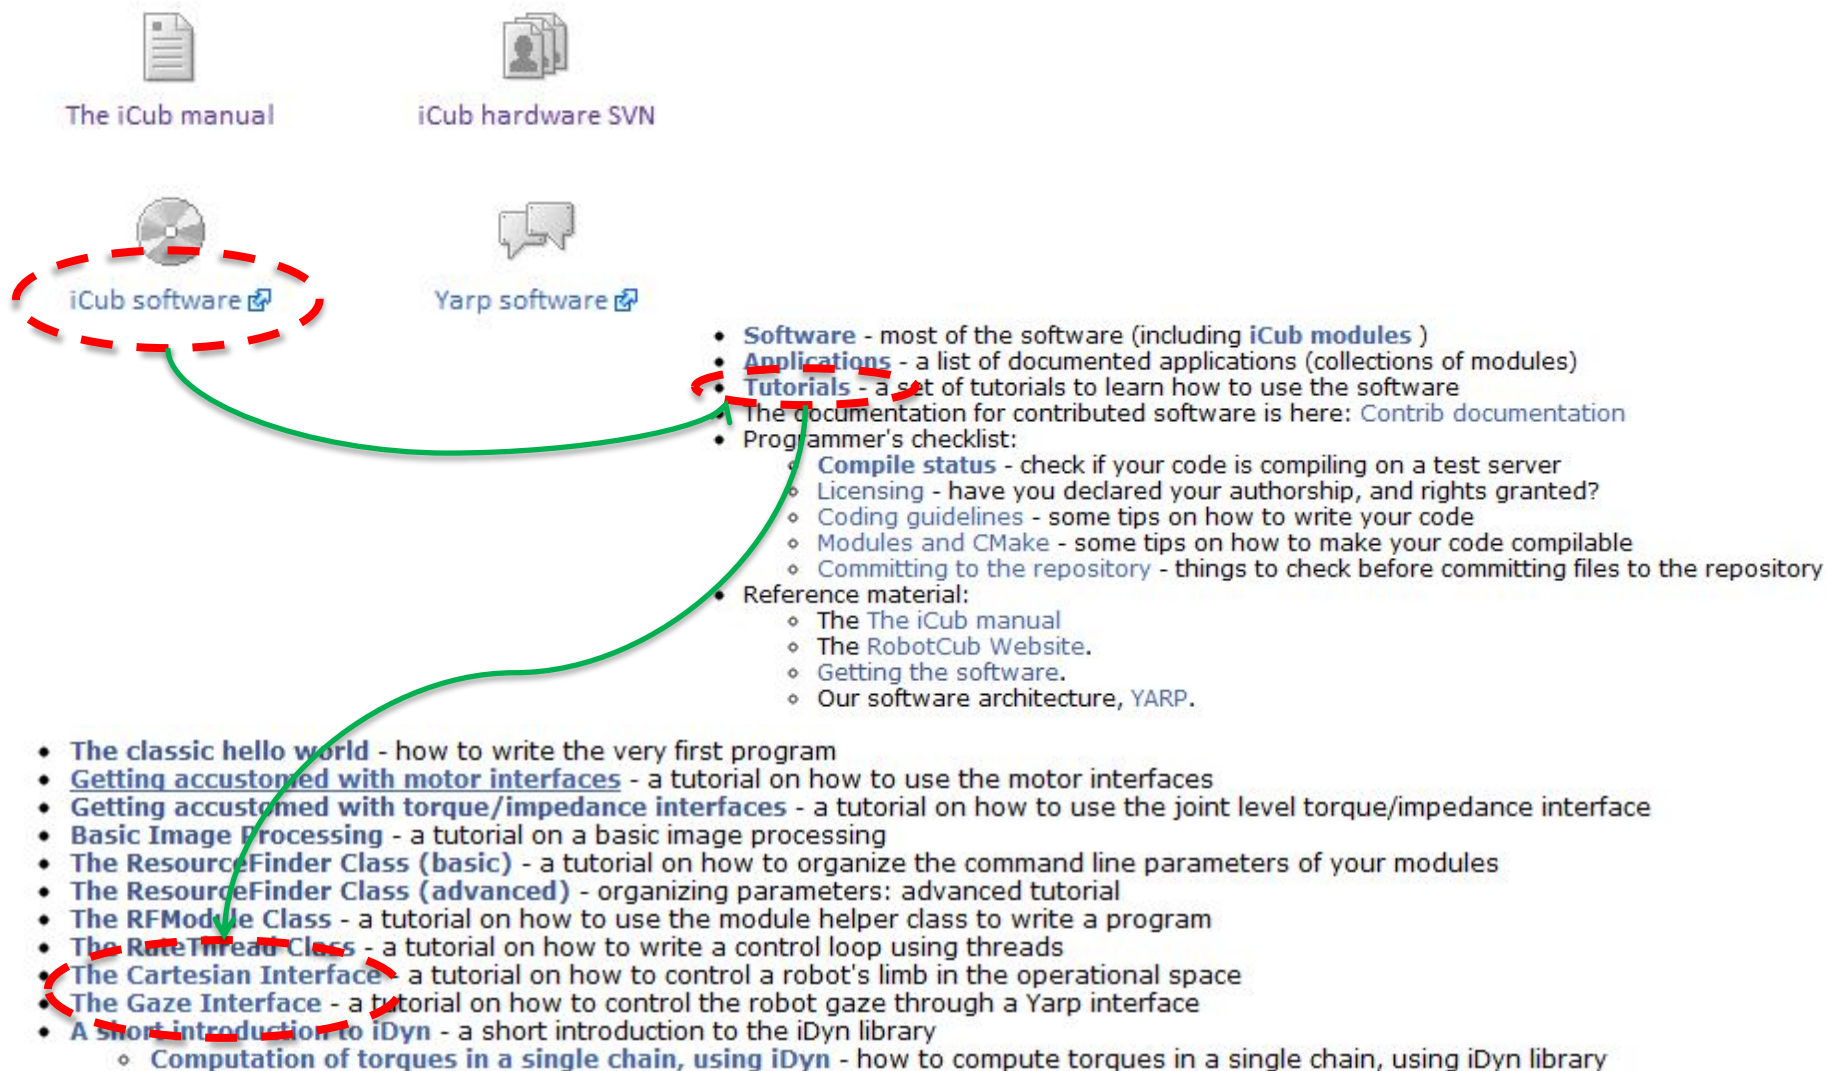 The iCub manual
iCub hardware SVN
iCub software
Yarp software
Software - most of the software (including iCub modules )
Applications - a list of documented applications (collections of modules)
Tutorials - a set of tutorials to learn how to use the software
The documentation for contributed software is here: Contrib documentation
Programmer's checklist:
Compile status - check if your code is compiling on a test server
Licensing - have you declared your authorship, and rights granted?
Coding guidelines - some tips on how to write your code
Modules and CMake - some tips on how to make your code compilable
Committing to the repository - things to check before committing files to the repository
Reference material:
The The iCub manual
The RobotCub Website.
Getting the software.
Our software architecture, YARP.
The classic hello world - how to write the very first program
Getting accustomed with motor interfaces - a tutorial on how to use the motor interfaces
Getting accustomed with torque/impedance interfaces - a tutorial on how to use the joint level torque/impedance interface
Basic Image Processing - a tutorial on a basic image processing
The ResourceFinder Class (basic) - a tutorial on how to organize the command line parameters of your modules
The ResourceFinder Class (advanced) - organizing parameters: advanced tutorial
The RFModule Class - a tutorial on how to use the module helper class to write a program
The RateThread Class - a tutorial on how to write a control loop using threads
The Cartesian Interface - a tutorial on how to control a robot's limb in the operational space
The Gaze Interface - a tutorial on how to control the robot gaze through a Yarp interface
A short introduction to iDyn - a short introduction to the iDyn library
Computation of torques in a single chain, using iDyn - how to compute torques in a single chain, using iDyn library